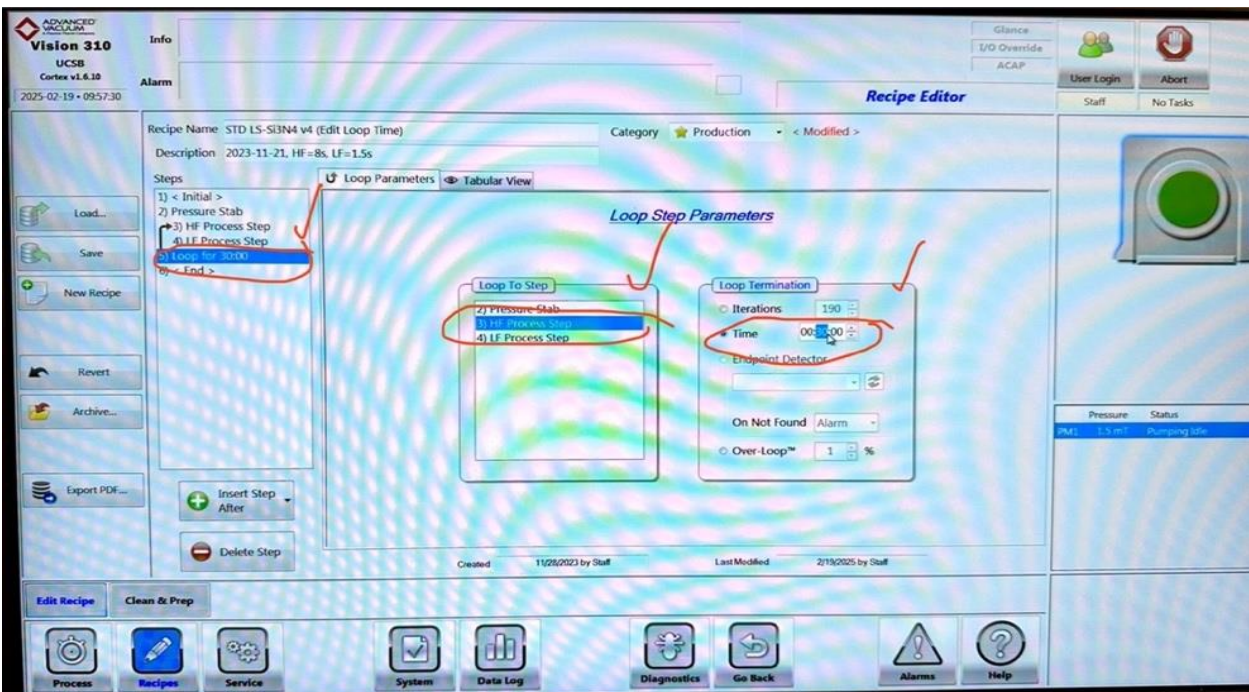 ADVANCED
VACUUM
Vision 310
UCSB
Cortex v1.6.10
2025-02-19 • 09:57:30
Info
Alarm
Glance
I/O Override
ACAP
Recipe Editor
User Login
Abort
Staff
No Tasks
Recipe Name STD LS-Si3N4 v4 (Edit Loop Time)
Category Production < Modified >
Description 2023-11-21, HF=8s, LF=1.5s
Steps
Loop Parameters Tabular View
1) < Initial >
2) Pressure Stab
3) HF Process Step
4) LF Process Step
5) Loop for 30:00
6) < End >
Load...
Save
New Recipe
Revert
Archive...
Export PDF...
Insert Step
After
Delete Step
Loop Step Parameters
Loop To Step
2) Pressure Stab
3) HF Process Step
4) LF Process Step
Loop Termination
Iterations 190
Time 00:30:00
Endpoint Detector
On Not Found Alarm
Over-Loop™ 1 %
Pressure Status
PM1 1.5 mT Pumping Idle
Created 11/28/2023 by Staff
Last Modified 2/19/2025 by Staff
Edit Recipe
Clean & Prep
Process
Recipes
Service
System
Data Log
Diagnostics
Go Back
Alarms
Help